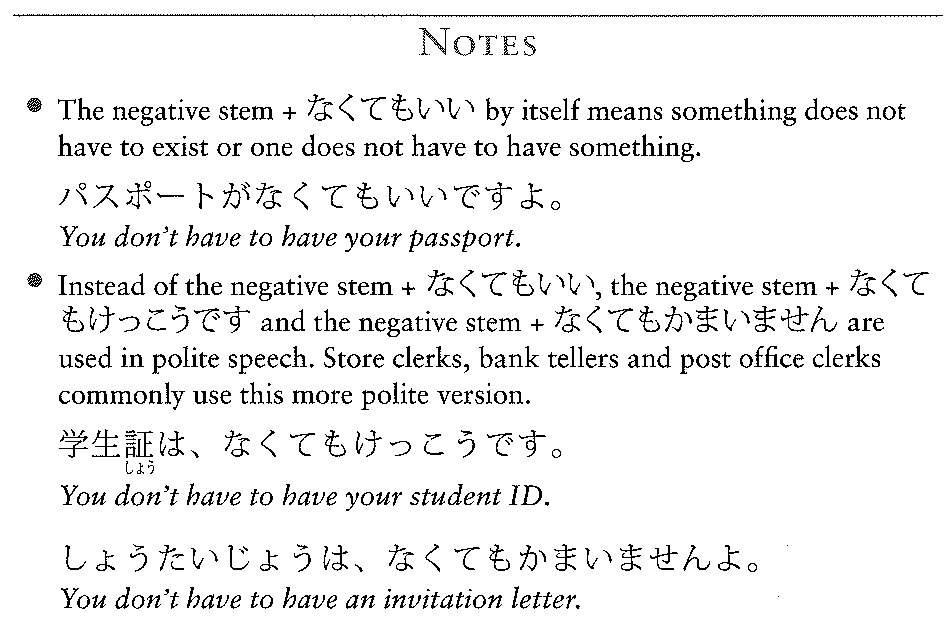 NOTES
● The negative stem + なくてもいい by itself means something does not
have to exist or one does not have to have something.
パスポートがなくてもいいですよ。
You don't have to have your passport.
● Instead of the negative stem + なくてもいい, the negative stem + なくて
もけっこうです and the negative stem + なくてもかまいません are
used in polite speech. Store clerks, bank tellers and post office clerks
commonly use this more polite version.
学生証は、なくてもけっこうです。
しょう
You don't have to have your student ID.
しょうたいじょうは、なくてもかまいませんよ。
You don't have to have an invitation letter.